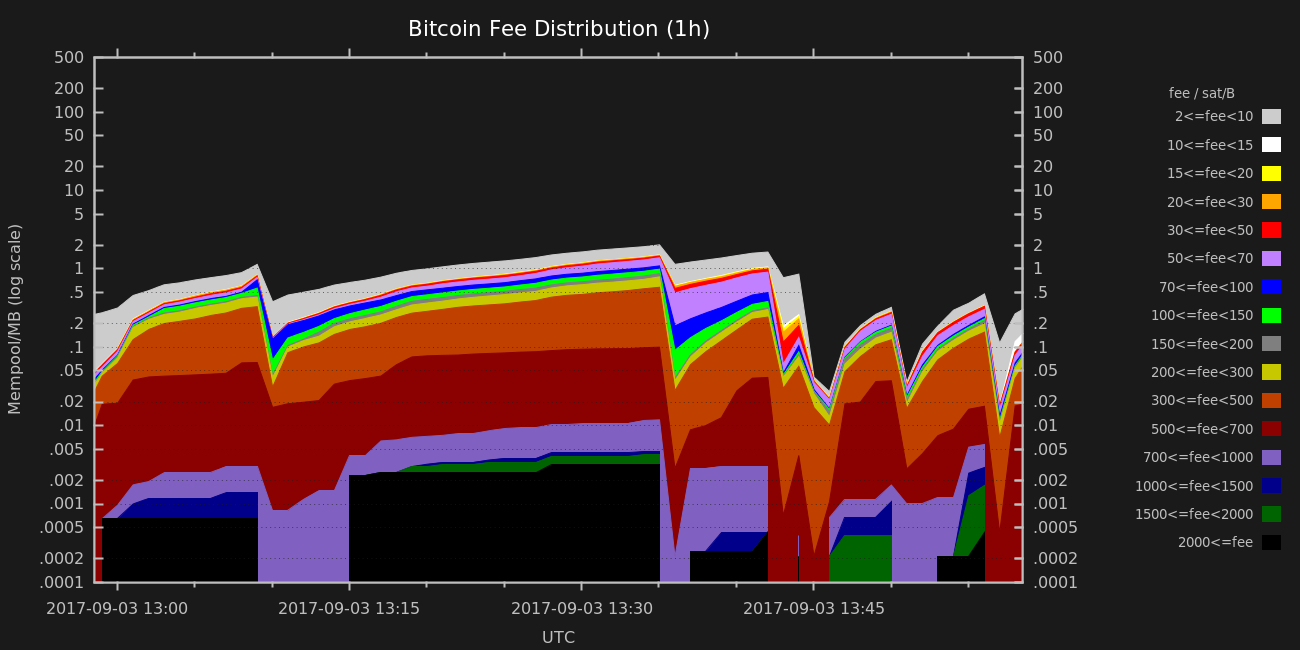 Bitcoin Fee Distribution (1h)
500
200
100
50
20
10
5
2
1
.5
.2
.1
.05
.02
.01
.005
.002
.001
.0005
.0002
.0001
Mempool/MB (log scale)
500
200
100
50
20
10
5
2
1
.5
.2
.1
.05
.02
.01
.005
.002
.001
.0005
.0002
.0001
2017-09-03 13:00 2017-09-03 13:15 2017-09-03 13:30 2017-09-03 13:45
UTC
fee / sat/B
2<=fee<10
10<=fee<15
15<=fee<20
20<=fee<30
30<=fee<50
50<=fee<70
70<=fee<100
100<=fee<150
150<=fee<200
200<=fee<300
300<=fee<500
500<=fee<700
700<=fee<1000
1000<=fee<1500
1500<=fee<2000
2000<=fee